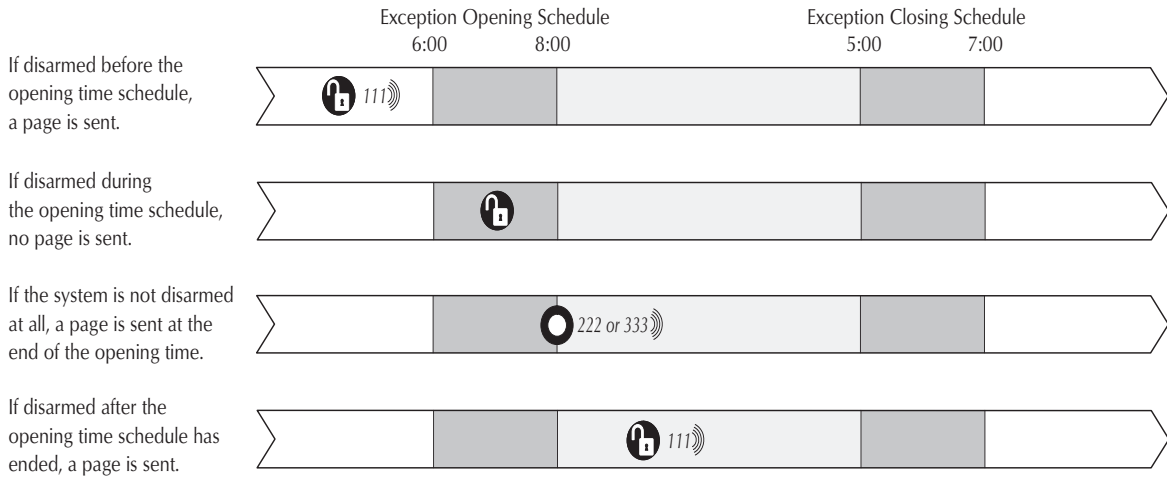 Exception Opening Schedule
Exception Closing Schedule
6:00
8:00
5:00
7:00
If disarmed before the
opening time schedule,
a page is sent.
111
If disarmed during
the opening time schedule,
no page is sent.
If the system is not disarmed
at all, a page is sent at the
end of the opening time.
222 or 333
If disarmed after the
opening time schedule has
ended, a page is sent.
111